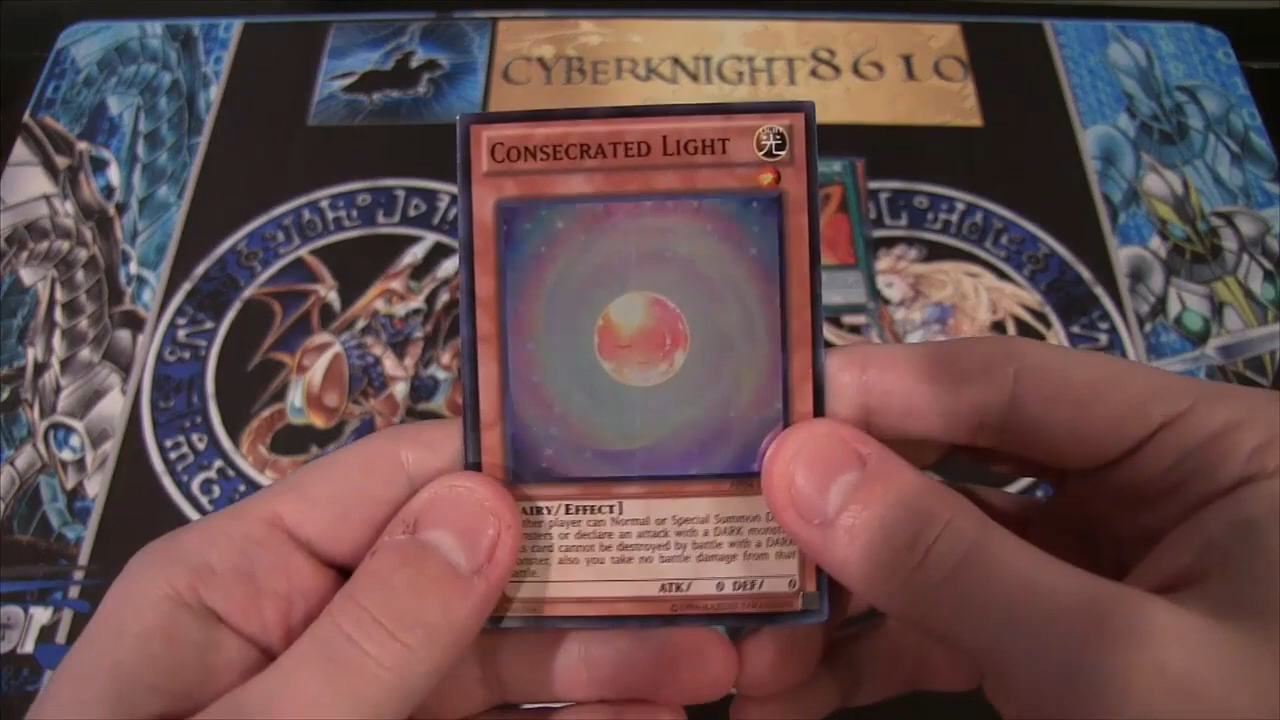 CYBERKNIGHT8610
CONSECRATED LIGHT
LIGHT
光
AIRY/EFFECT]
ther player can Normal or Special Summon D
nsters or declare an attack with a DARK monst
s card cannot be destroyed by battle with a DARK
onster, also you take no battle damage from that
attle.
ATK/ 0 DEF/ 0
er